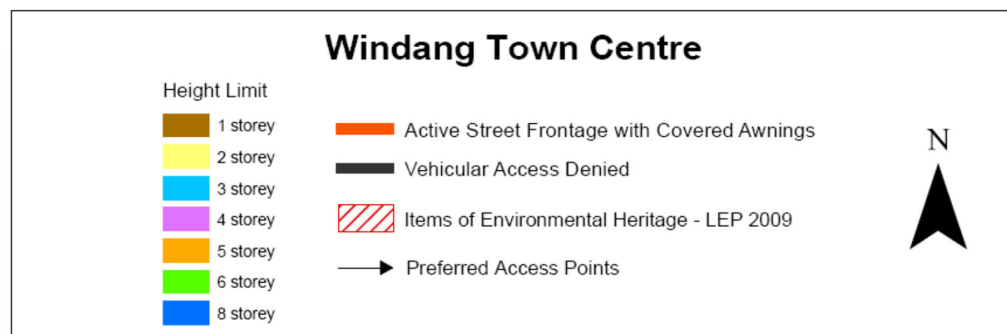 Windang Town Centre
Height Limit
1 storey
2 storey
3 storey
4 storey
5 storey
6 storey
8 storey
Active Street Frontage with Covered Awnings
Vehicular Access Denied
Items of Environmental Heritage - LEP 2009
Preferred Access Points
N